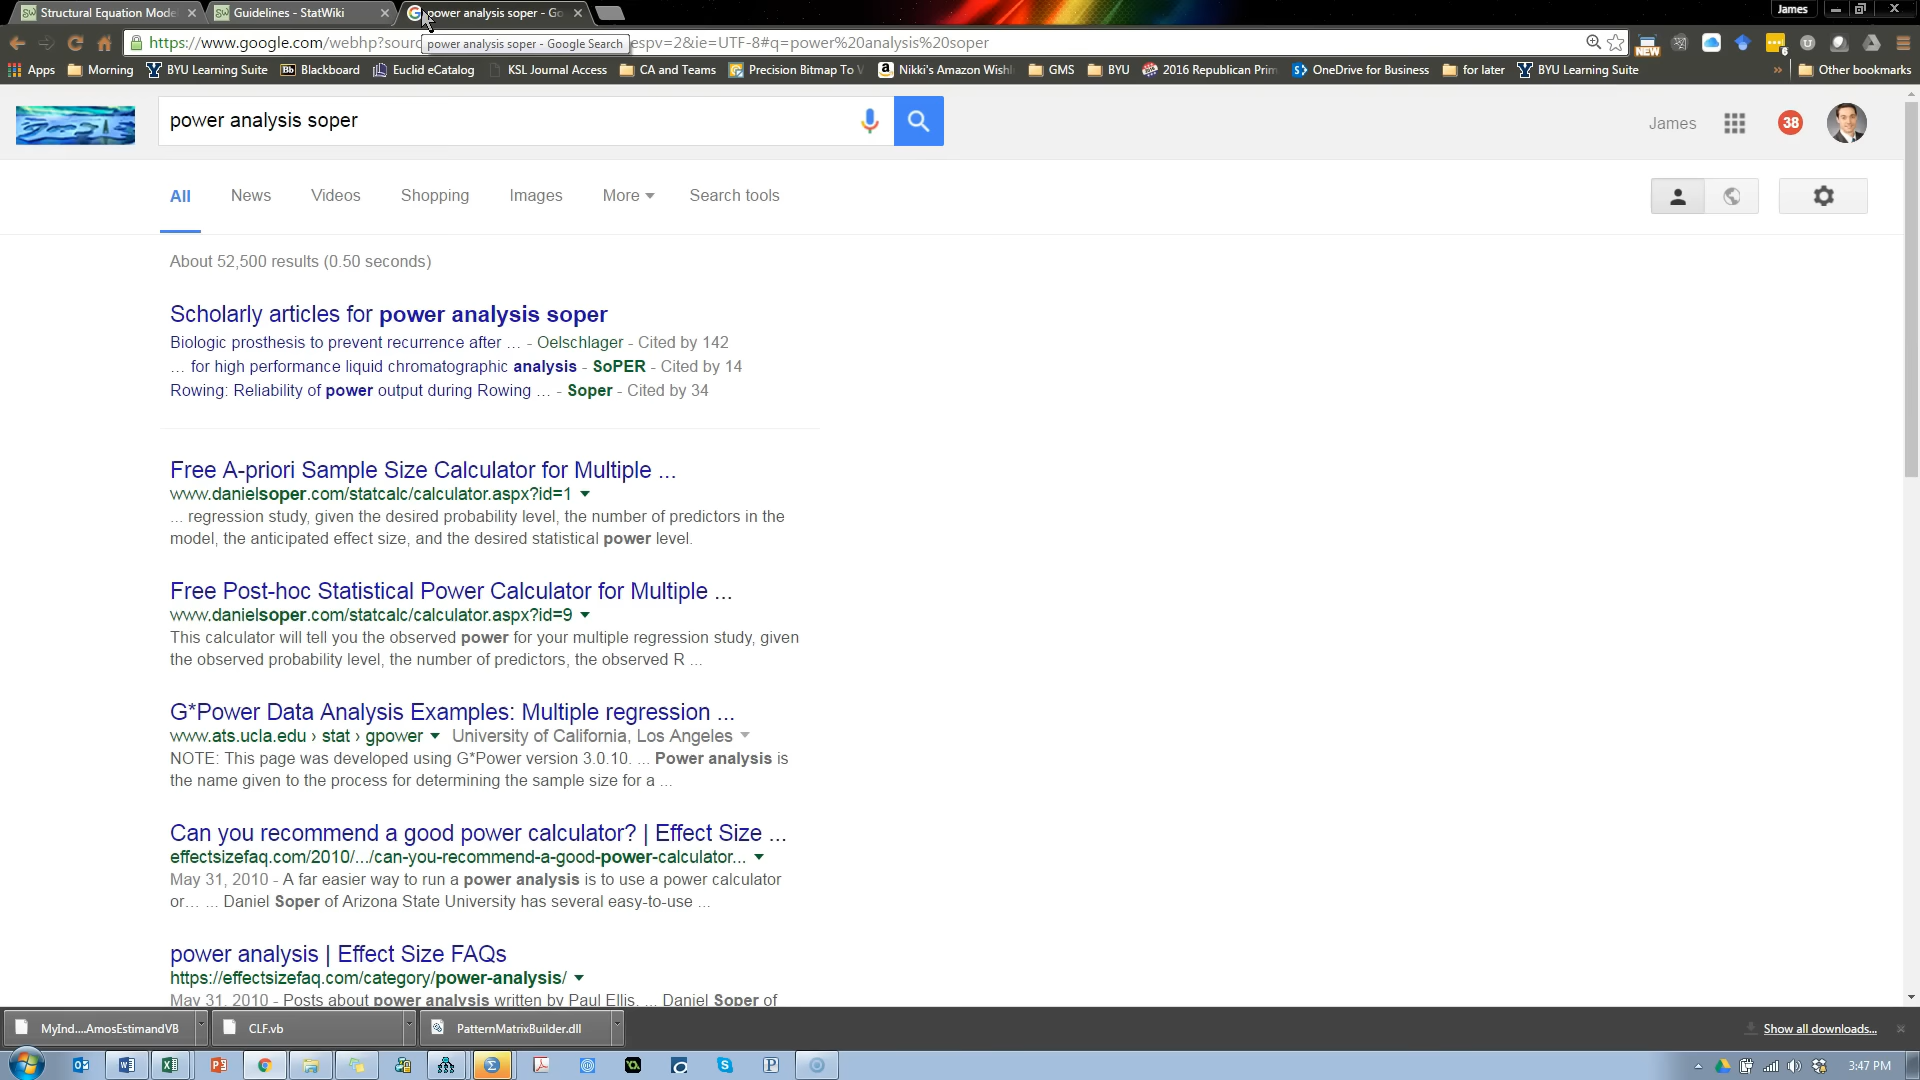 Structural Equation Mode
Guidelines - StatWiki
power analysis soper - Go
James
https://www.google.com/webhp?sourc
power analysis soper - Google Search
espv=2&ie=UTF-8#q=power%20analysis%20soper
NEW
6
Apps
Morning
BYU Learning Suite
Bb Blackboard
Euclid eCatalog
KSL Journal Access
CA and Teams
Precision Bitmap To V
Nikki's Amazon Wish
GMS
BYU
2016 Republican Prim
OneDrive for Business
for later
BYU Learning Suite
»
Other bookmarks
power analysis soper
James
38
All
News
Videos
Shopping
Images
More
Search tools
About 52,500 results (0.50 seconds)
Scholarly articles for power analysis soper
Biologic prosthesis to prevent recurrence after ... - Oelschlager - Cited by 142
... for high performance liquid chromatographic analysis - SoPER - Cited by 14
Rowing: Reliability of power output during Rowing ... - Soper - Cited by 34
Free A-priori Sample Size Calculator for Multiple ...
www.danielsoper.com/statcalc/calculator.aspx?id=1
... regression study, given the desired probability level, the number of predictors in the
model, the anticipated effect size, and the desired statistical power level.
Free Post-hoc Statistical Power Calculator for Multiple ...
www.danielsoper.com/statcalc/calculator.aspx?id=9
This calculator will tell you the observed power for your multiple regression study, given
the observed probability level, the number of predictors, the observed R ...
G*Power Data Analysis Examples: Multiple regression ...
www.ats.ucla.edu › stat › gpower
University of California, Los Angeles
NOTE: This page was developed using G*Power version 3.0.10. ... Power analysis is
the name given to the process for determining the sample size for a ...
Can you recommend a good power calculator? | Effect Size ...
effectsizefaq.com/2010/.../can-you-recommend-a-good-power-calculator...
May 31, 2010 - A far easier way to run a power analysis is to use a power calculator
or... ... Daniel Soper of Arizona State University has several easy-to-use ...
power analysis | Effect Size FAQs
https://effectsizefaq.com/category/power-analysis/
May 31, 2010 - Posts about power analysis written by Paul Ellis. ... Daniel Soper of
MyInd....AmosEstimandVB
CLF.vb
PatternMatrixBuilder.dll
Show all downloads...
3:47 PM